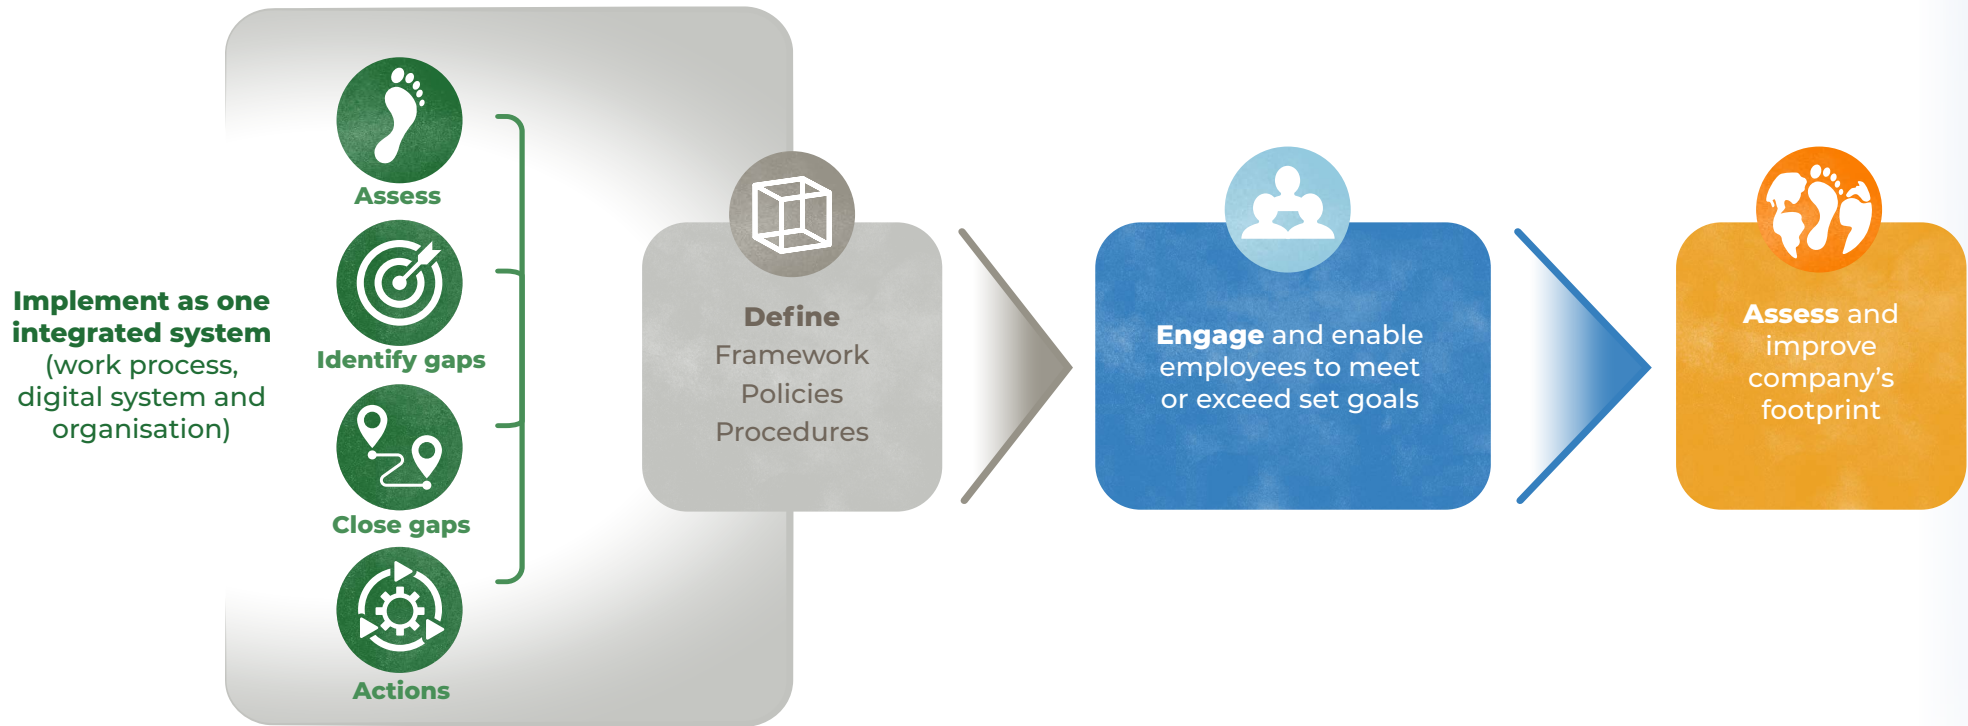 Implement as one
integrated system
(work process,
digital system and
organisation)
Assess
Identify gaps
Close gaps
Actions
Define
Framework
Policies
Procedures
Engage and enable
employees to meet
or exceed set goals
Assess and
improve
company’s
footprint